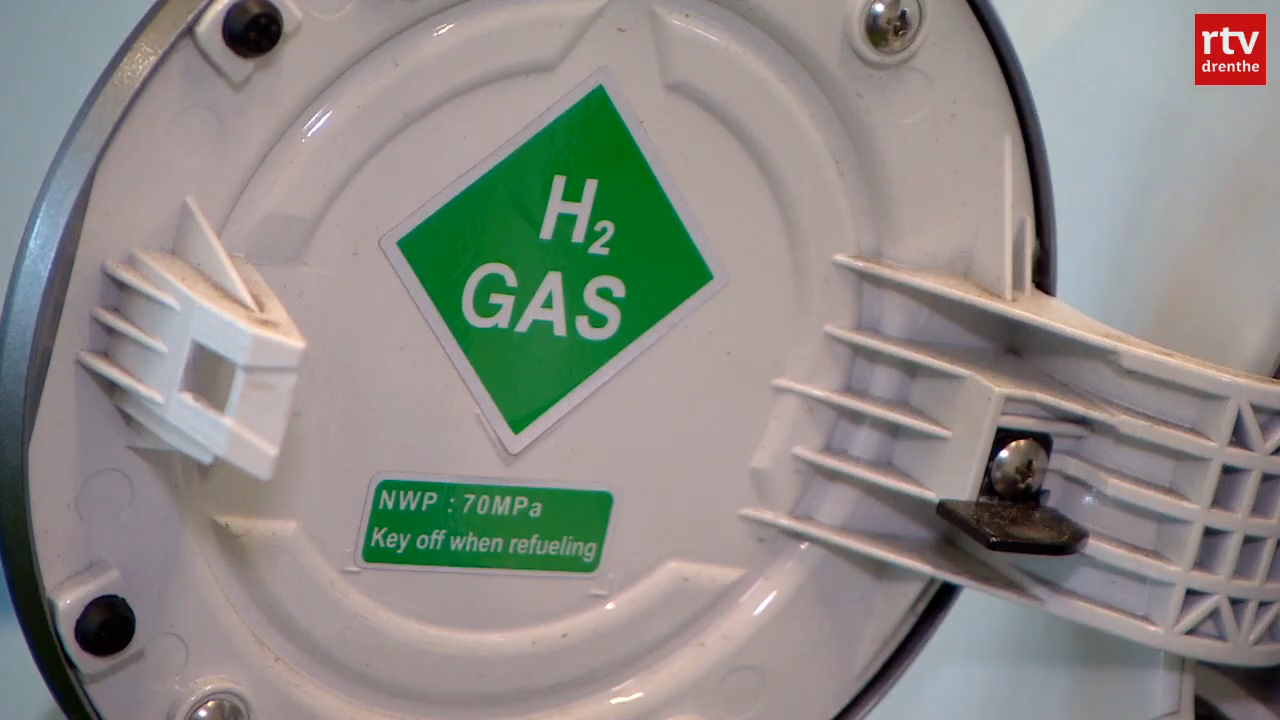 rtv
drenthe
H2
GAS
NWP : 70MPa
Key off when refueling